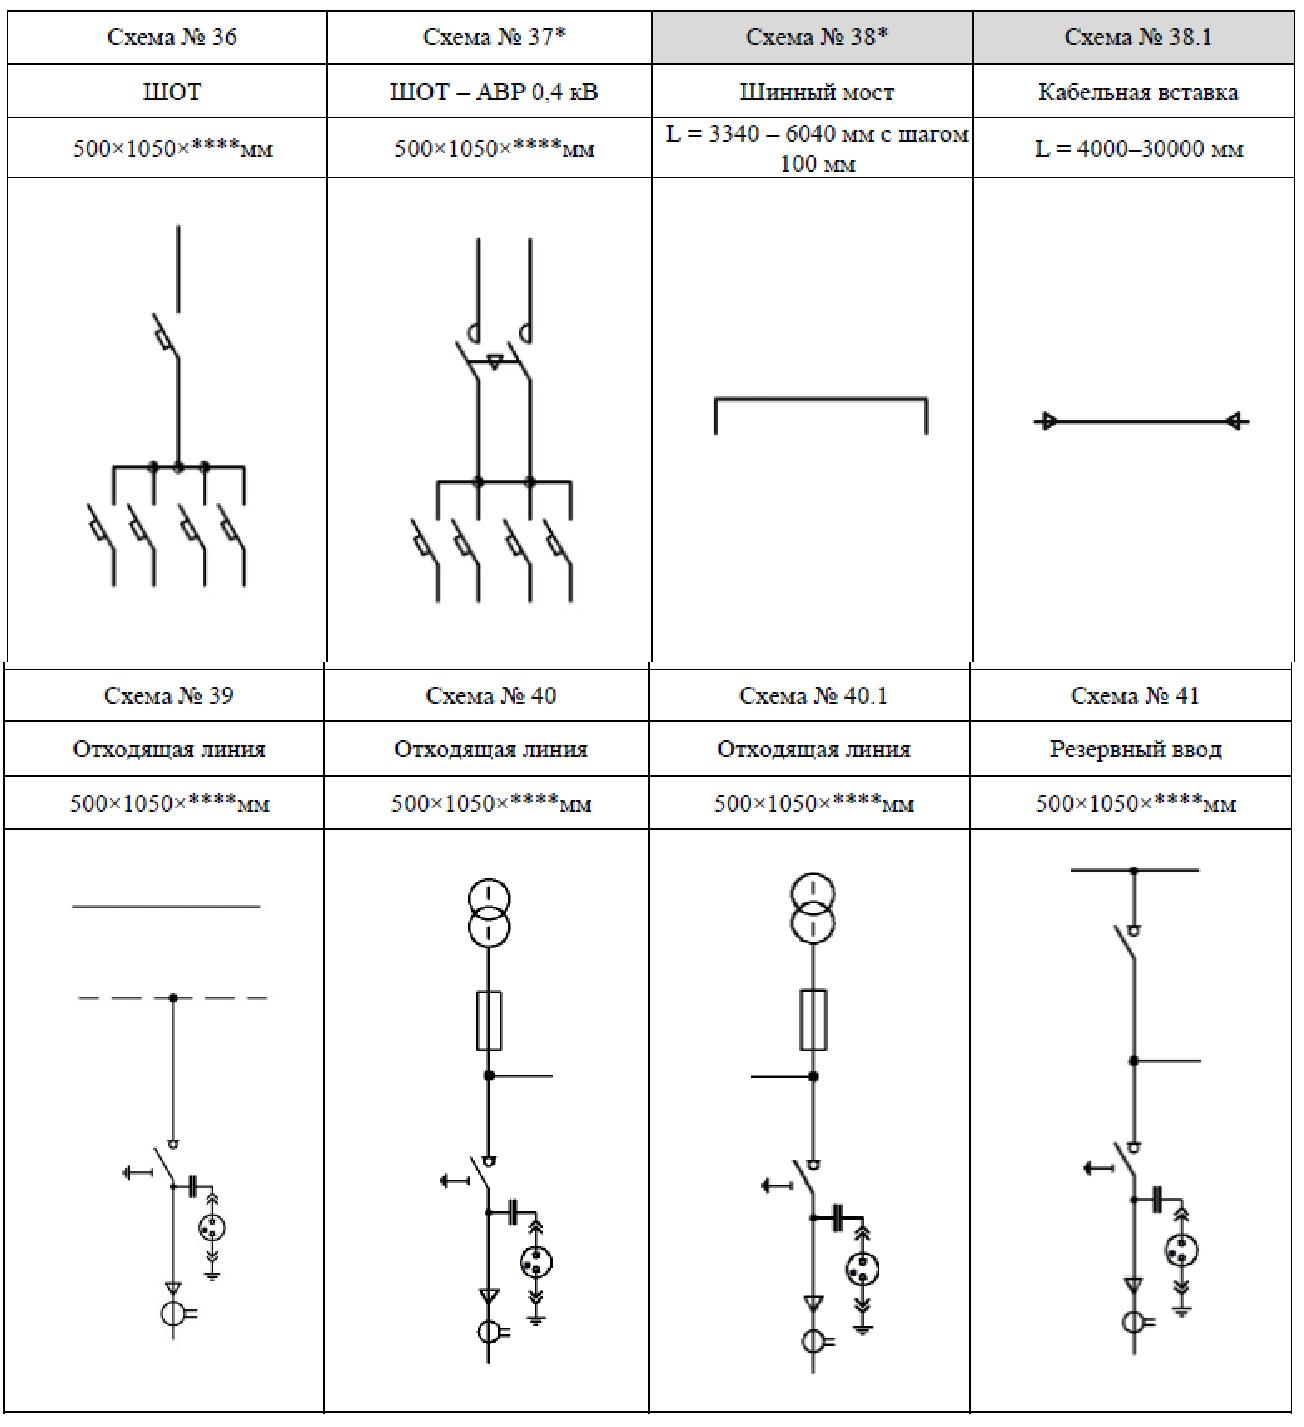 Схема № 36
Схема № 37*
Схема № 38*
Схема № 38.1
ШОТ
ШОТ – АВР 0,4 кВ
Шинный мост
Кабельная вставка
500×1050×****мм
500×1050×****мм
L = 3340 – 6040 мм с шагом
100 мм
L = 4000–30000 мм
Схема № 39
Схема № 40
Схема № 40.1
Схема № 41
Отходящая линия
Отходящая линия
Отходящая линия
Резервный ввод
500×1050×****мм
500×1050×****мм
500×1050×****мм
500×1050×****мм